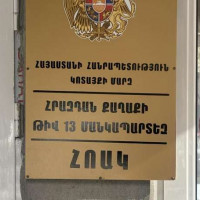 ՀԱՅԱՍՏԱՆԻ ՀԱՆՐԱՊԵՏՈՒԹՅՈՒՆ
ԿՈՏԱՅՔԻ ՄԱՐԶ
ՀՐԱԶԴԱՆ ՔԱՂԱՔԻ
ԹԻՎ 13 ՄԱՆԿԱՊԱՐՏԵԶ
ՀՈԱԿ